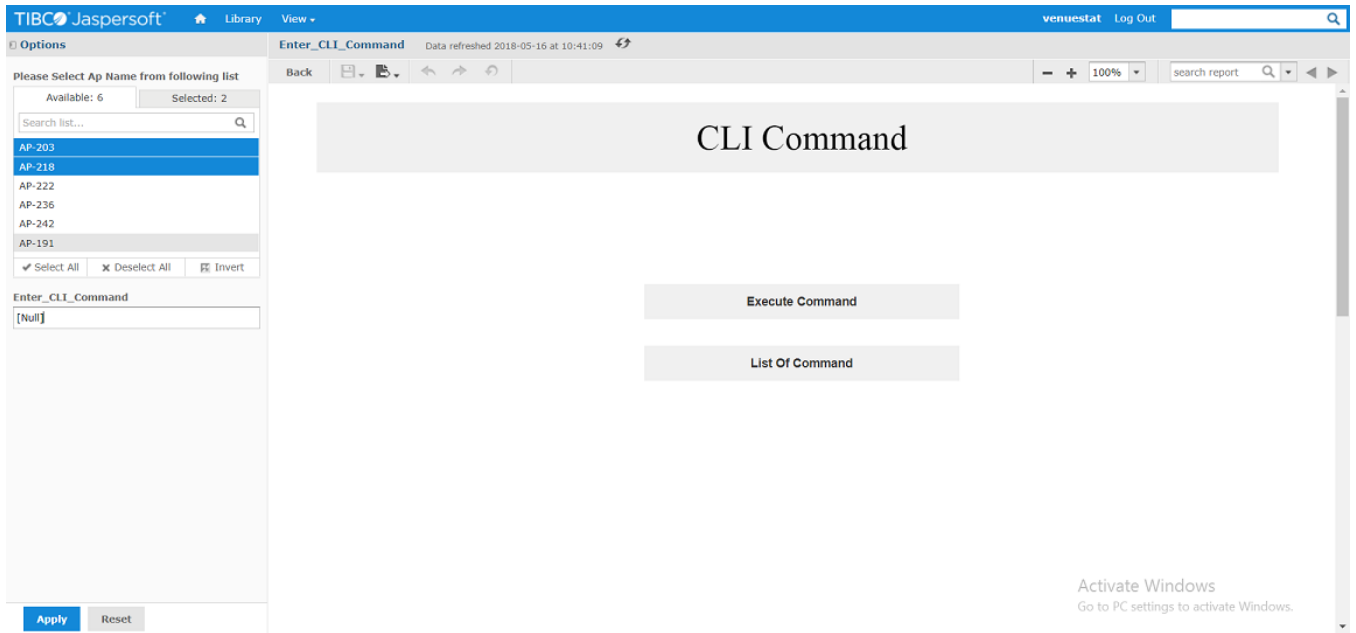 TIBCO Jaspersoft Library View venuestat Log Out
Options
Enter_CLI_Command Data refreshed 2018-05-16 at 10:41:09
Please Select Ap Name from following list
Back 100% search report
Available: 6 Selected: 2
Search list...
AP-203
AP-218
AP-222
AP-236
AP-242
AP-191
Select All Deselect All Invert
Enter_CLI_Command
[Null]
CLI Command
Execute Command
List Of Command
Activate Windows
Go to PC settings to activate Windows.
Apply Reset